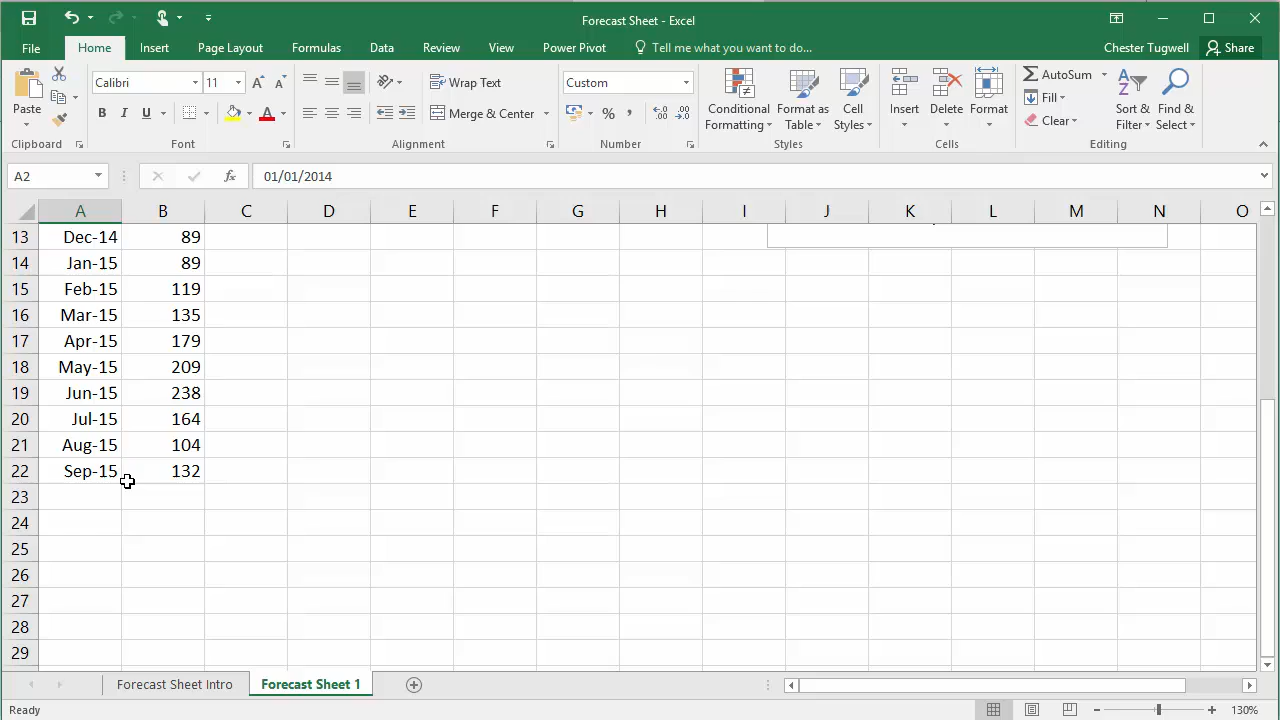 Forecast Sheet - Excel
File Home Insert Page Layout Formulas Data Review View Power Pivot Tell me what you want to do... Chester Tugwell Share
Paste
Calibri 11
B I U A
Wrap Text
Merge & Center
Custom
%
Conditional Formatting
Format as Table
Cell Styles
Insert Delete Format
AutoSum
Fill
Clear
Sort & Filter
Find & Select
Clipboard Font Alignment Number Styles Cells Editing
A2 fx 01/01/2014
A B C D E F G H I J K L M N O
13 Dec-14 89
14 Jan-15 89
15 Feb-15 119
16 Mar-15 135
17 Apr-15 179
18 May-15 209
19 Jun-15 238
20 Jul-15 164
21 Aug-15 104
22 Sep-15 132
23
24
25
26
27
28
29
Forecast Sheet Intro Forecast Sheet 1
Ready 130%